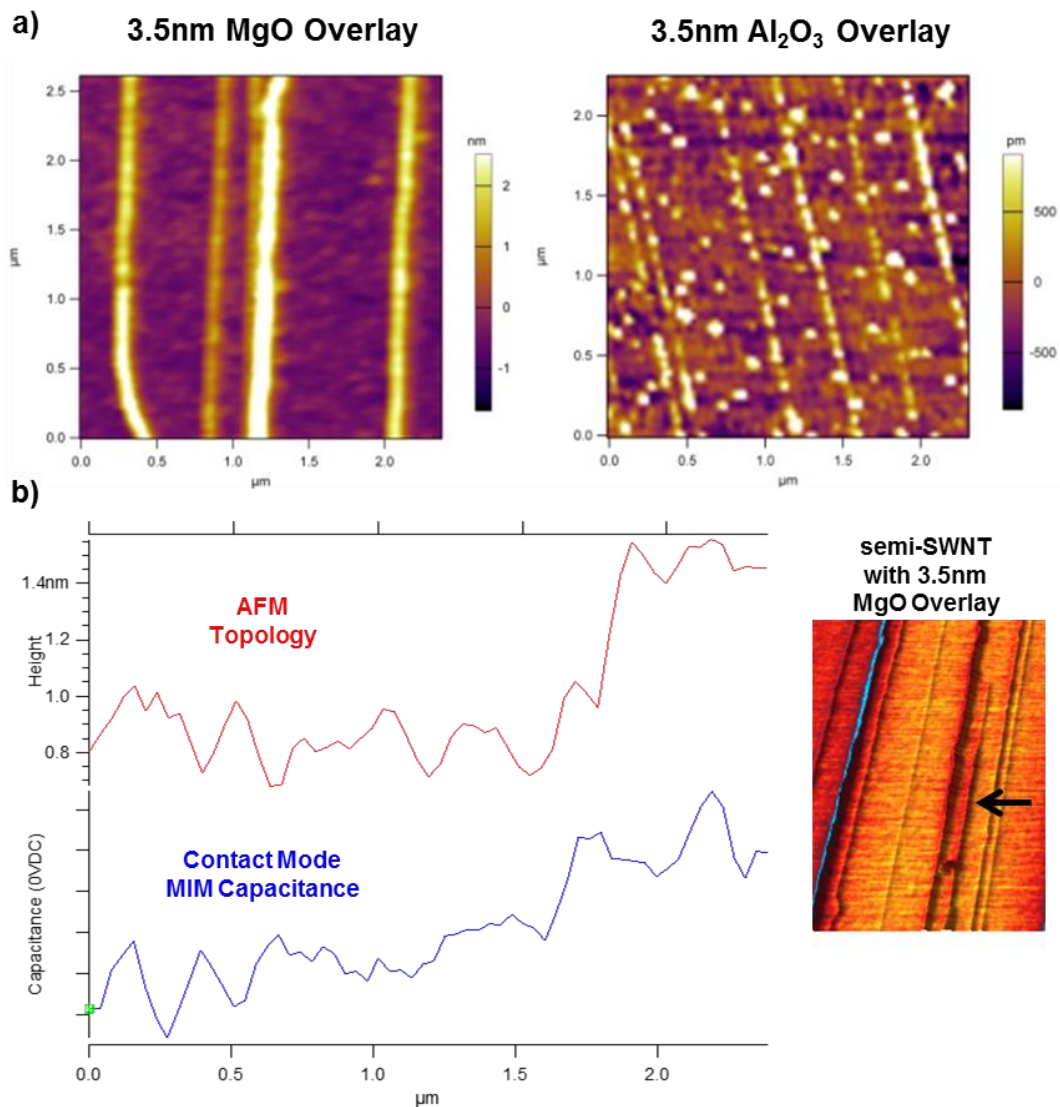 a)
3.5nm MgO Overlay
3.5nm Al₂O₃ Overlay
2.5
2.0
1.5
1.0
0.5
0.0
µm
0.0 0.5 1.0 1.5 2.0
µm
nm
2
1
0
-1
2.0
1.5
1.0
0.5
0.0
µm
0.0 0.5 1.0 1.5 2.0
µm
pm
500
0
-500
b)
1.4nm
1.2
1.0
0.8
Height
AFM
Topology
Contact Mode
MIM Capacitance
Capacitance (0VDC)
0.0 0.5 1.0 1.5 2.0
µm
semi-SWNT
with 3.5nm
MgO Overlay